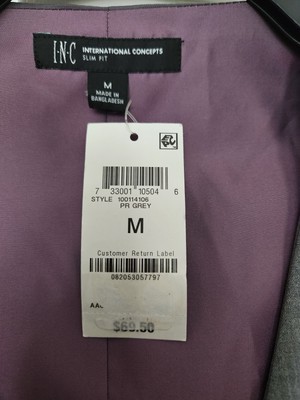 I·N·C INTERNATIONAL CONCEPTS
SLIM FIT
M
MADE IN
BANGLADESH
7 33001 10504 6
STYLE 100114106
PR GREY
M
Customer Return Label
082053057797
$69.50